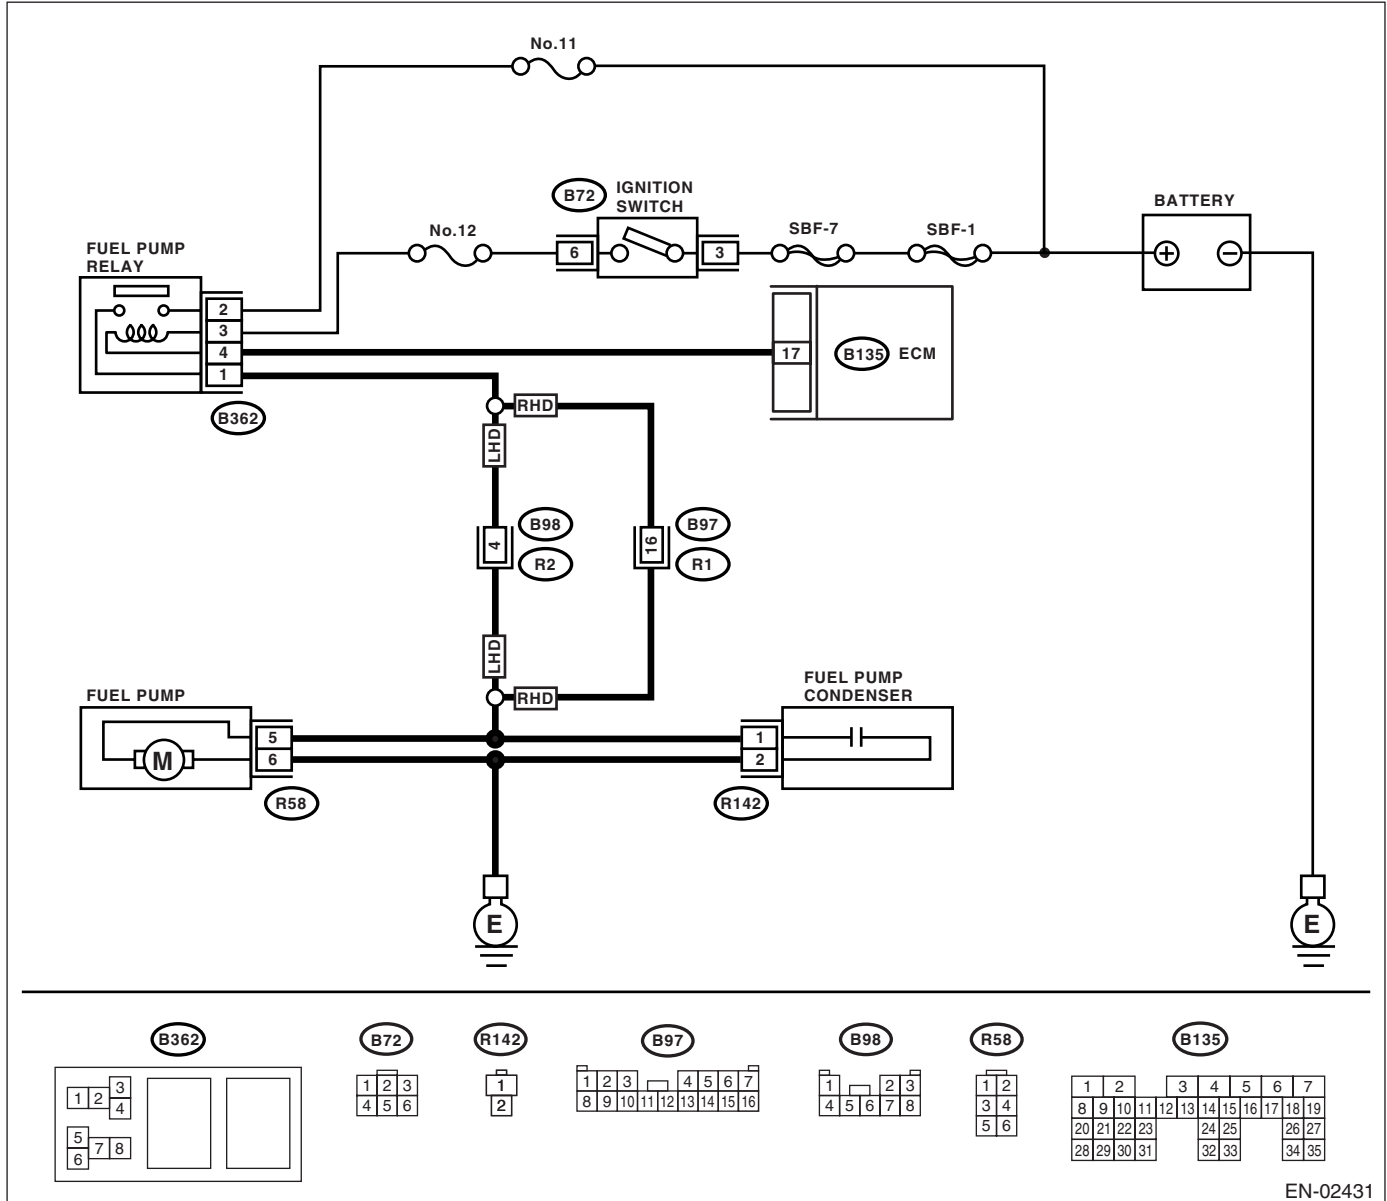 No.11
B72
IGNITION
SWITCH
BATTERY
No.12
SBF-7
SBF-1
6
3
+
−
FUEL PUMP
RELAY
2
3
4
1
17
B135
ECM
B362
RHD
LHD
4
B98
R2
16
B97
R1
LHD
RHD
FUEL PUMP
FUEL PUMP
CONDENSER
M
5
6
1
2
R58
R142
E
E
B362
B72
R142
B97
B98
R58
B135
1 2 3
4
5
6 7 8
1 2 3
4 5 6
1
2
1 2 3 4 5 6 7
8 9 10 11 12 13 14 15 16
1 2 3
4 5 6 7 8
1 2
3 4
5 6
1 2 3 4 5 6 7
8 9 10 11 12 13 14 15 16 17 18 19
20 21 22 23 24 25 26 27
28 29 30 31 32 33 34 35
EN-02431